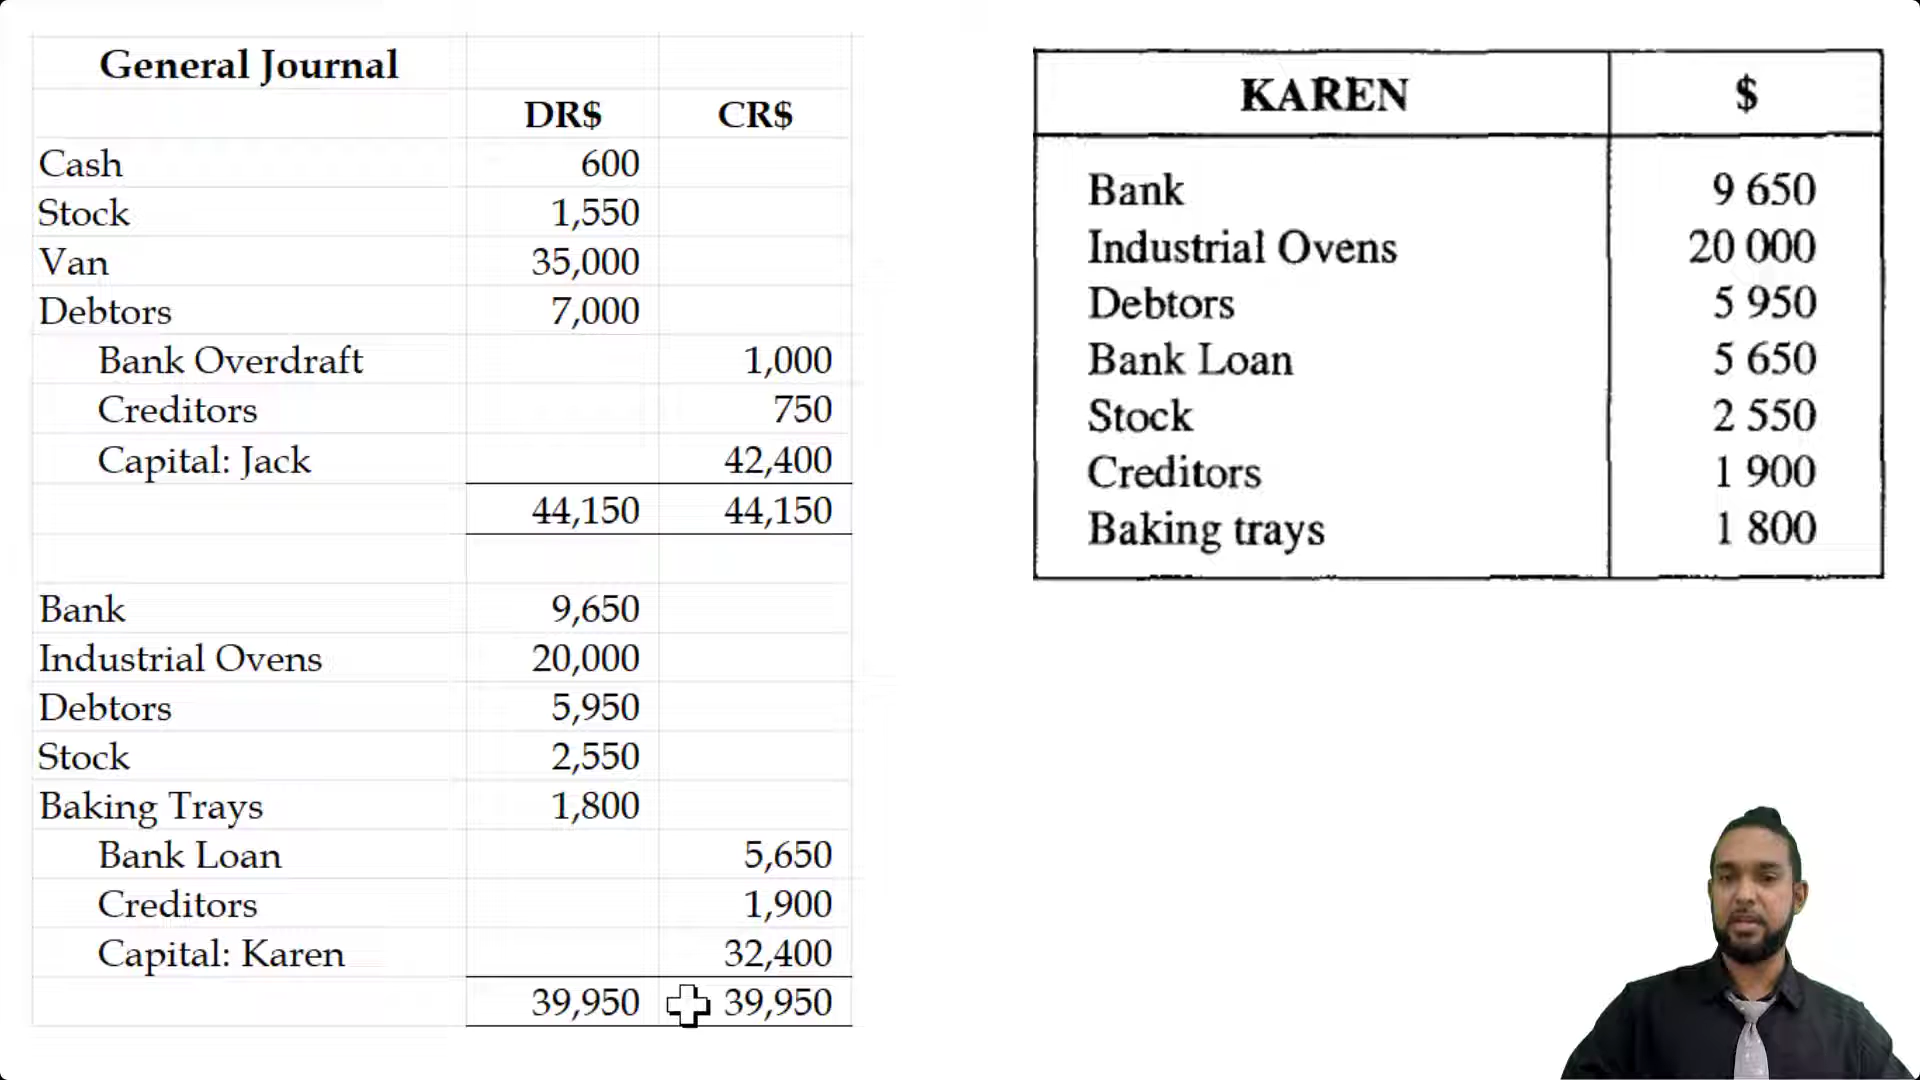 General Journal
DR$ CR$
Cash 600
Stock 1,550
Van 35,000
Debtors 7,000
Bank Overdraft 1,000
Creditors 750
Capital: Jack 42,400
44,150 44,150
Bank 9,650
Industrial Ovens 20,000
Debtors 5,950
Stock 2,550
Baking Trays 1,800
Bank Loan 5,650
Creditors 1,900
Capital: Karen 32,400
39,950 39,950
KAREN $
Bank 9 650
Industrial Ovens 20 000
Debtors 5 950
Bank Loan 5 650
Stock 2 550
Creditors 1 900
Baking trays 1 800